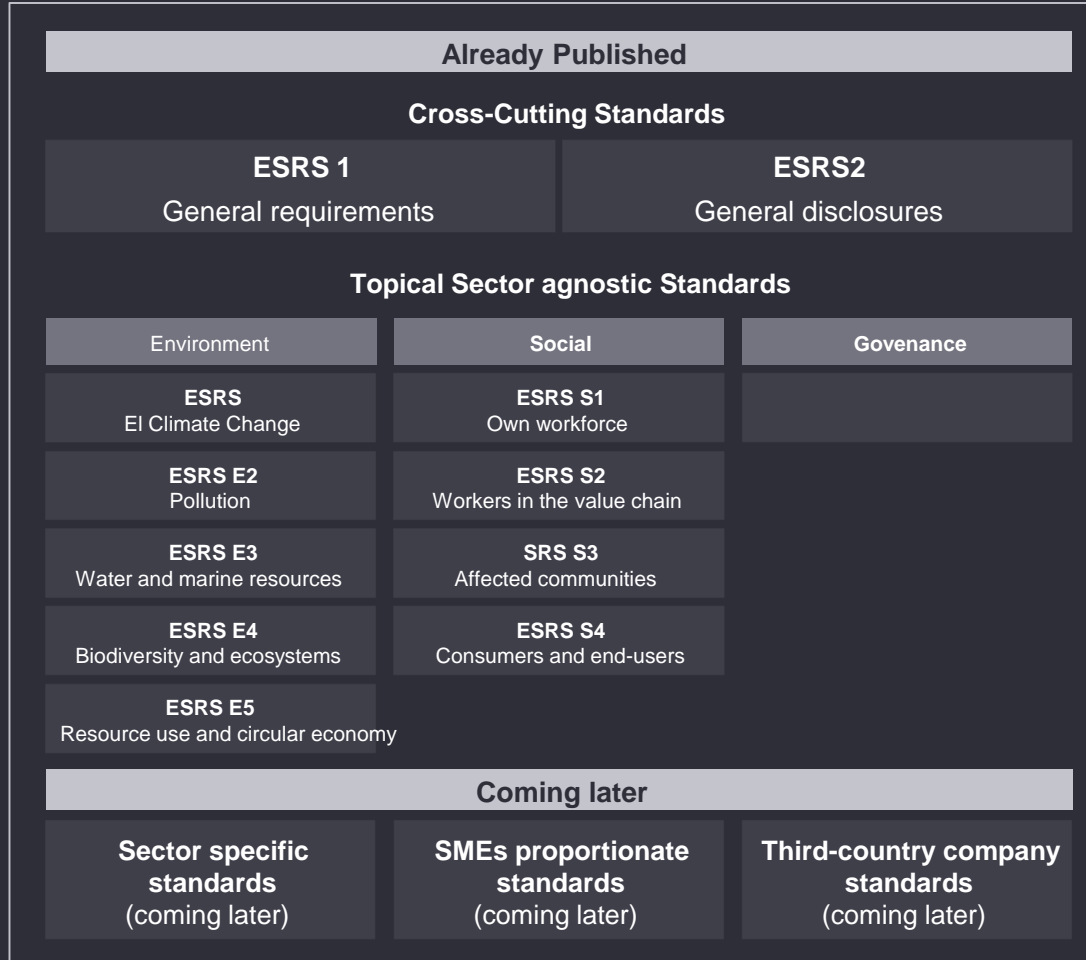 Already Published
Cross-Cutting Standards
ESRS 1
General requirements
ESRS2
General disclosures
Topical Sector agnostic Standards
Environment
Social
Govenance
ESRS
El Climate Change
ESRS S1
Own workforce
ESRS E2
Pollution
ESRS S2
Workers in the value chain
ESRS E3
Water and marine resources
SRS S3
Affected communities
ESRS E4
Biodiversity and ecosystems
ESRS S4
Consumers and end-users
ESRS E5
Resource use and circular economy
Coming later
Sector specific
standards
(coming later)
SMEs proportionate
standards
(coming later)
Third-country company
standards
(coming later)